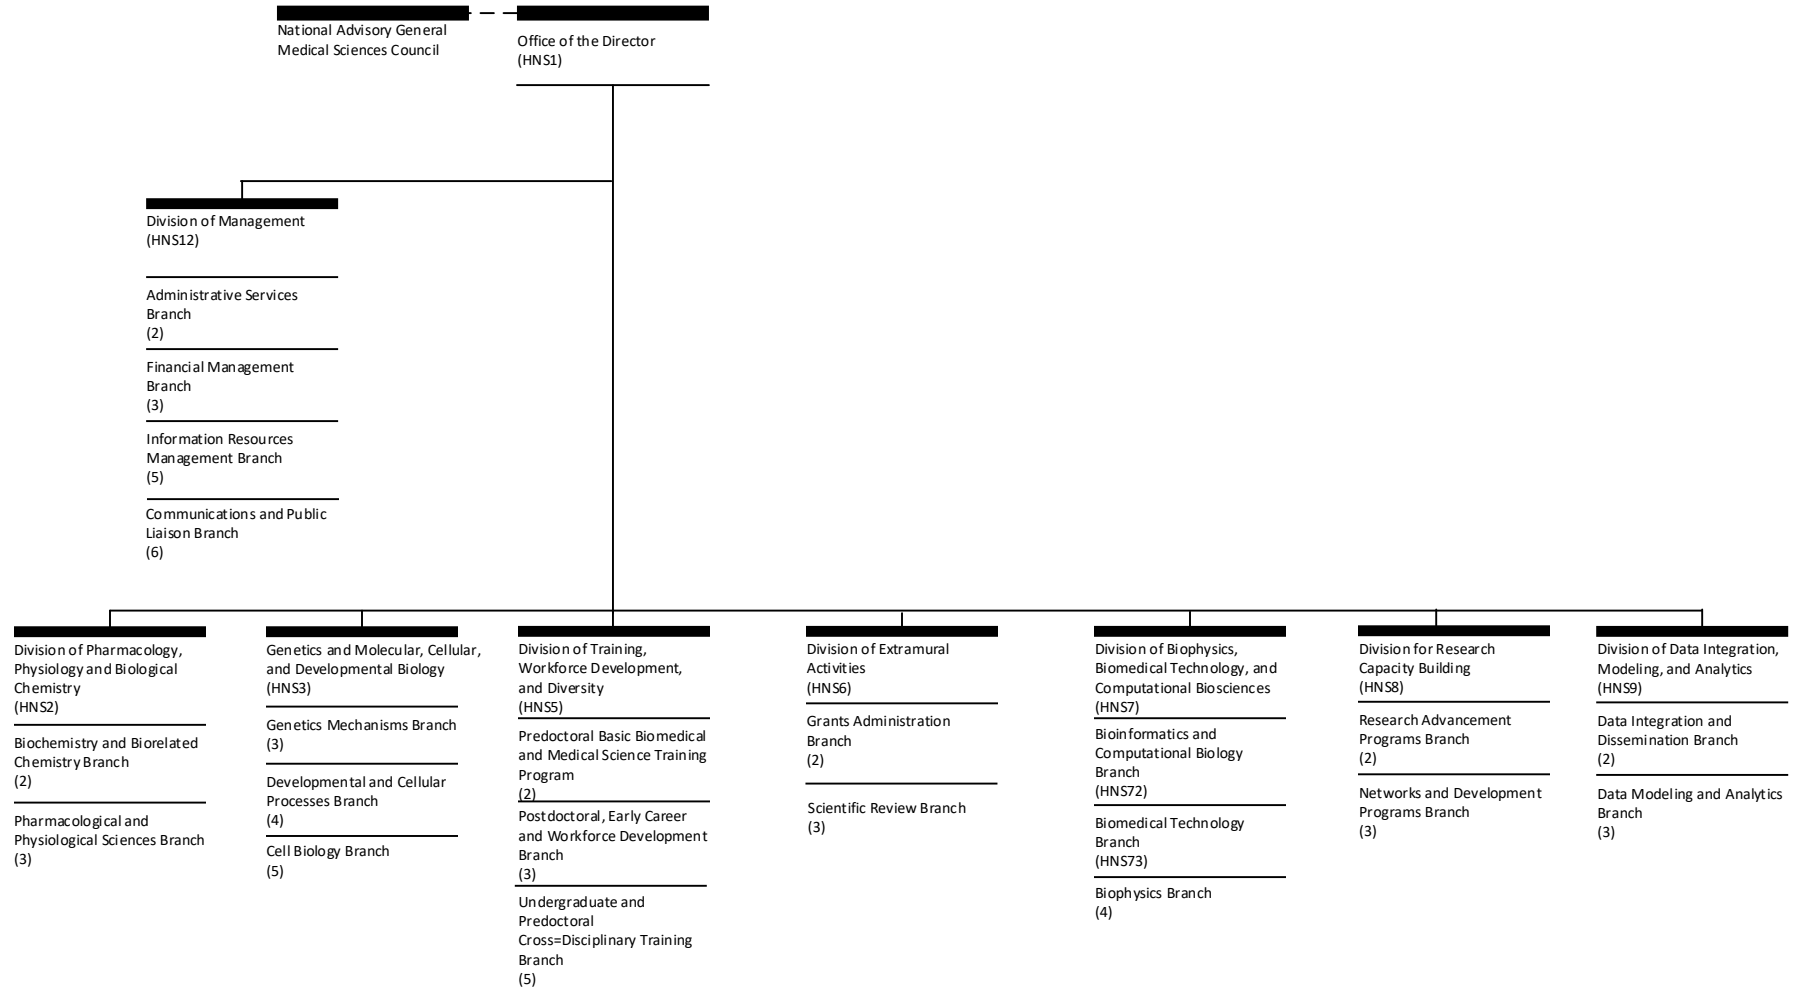 National Advisory General
Medical Sciences Council
Office of the Director
(HNS1)
Division of Management
(HNS12)
Administrative Services
Branch
(2)
Financial Management
Branch
(3)
Information Resources
Management Branch
(5)
Communications and Public
Liaison Branch
(6)
Division of Pharmacology,
Physiology and Biological
Chemistry
(HNS2)
Biochemistry and Biorelated
Chemistry Branch
(2)
Pharmacological and
Physiological Sciences Branch
(3)
Genetics and Molecular, Cellular,
and Developmental Biology
(HNS3)
Genetics Mechanisms Branch
(3)
Developmental and Cellular
Processes Branch
(4)
Cell Biology Branch
(5)
Division of Training,
Workforce Development,
and Diversity
(HNS5)
Predoctoral Basic Biomedical
and Medical Science Training
Program
(2)
Postdoctoral, Early Career
and Workforce Development
Branch
(3)
Undergraduate and
Predoctoral
Cross=Disciplinary Training
Branch
(5)
Division of Extramural
Activities
(HNS6)
Grants Administration
Branch
(2)
Scientific Review Branch
(3)
Division of Biophysics,
Biomedical Technology, and
Computational Biosciences
(HNS7)
Bioinformatics and
Computational Biology
Branch
(HNS72)
Biomedical Technology
Branch
(HNS73)
Biophysics Branch
(4)
Division for Research
Capacity Building
(HNS8)
Research Advancement
Programs Branch
(2)
Networks and Development
Programs Branch
(3)
Division of Data Integration,
Modeling, and Analytics
(HNS9)
Data Integration and
Dissemination Branch
(2)
Data Modeling and Analytics
Branch
(3)